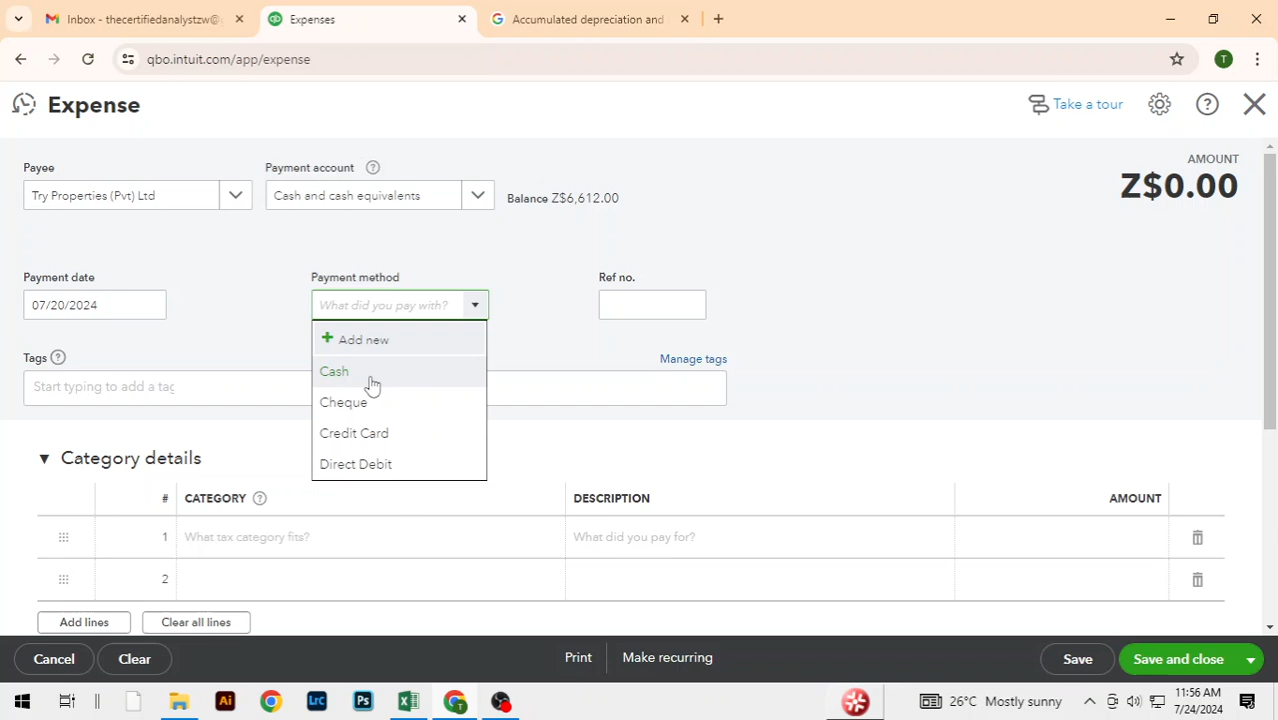 Inbox - thecertifiedanalystzw@
Expenses
Accumulated depreciation and
qbo.intuit.com/app/expense
T
Expense
Take a tour
Payee
Payment account
AMOUNT
Try Properties (Pvt) Ltd
Cash and cash equivalents
Balance Z$6,612.00
Z$0.00
Payment date
Payment method
Ref no.
07/20/2024
What did you pay with?
+ Add new
Tags
Manage tags
Cash
Start typing to add a tag
Cheque
Credit Card
Direct Debit
Category details
# CATEGORY
DESCRIPTION
AMOUNT
1 What tax category fits?
What did you pay for?
2
Add lines
Clear all lines
Cancel
Clear
Print
Make recurring
Save
Save and close
Ai
Lrc
Ps
26°C Mostly sunny
11:56 AM
7/24/2024